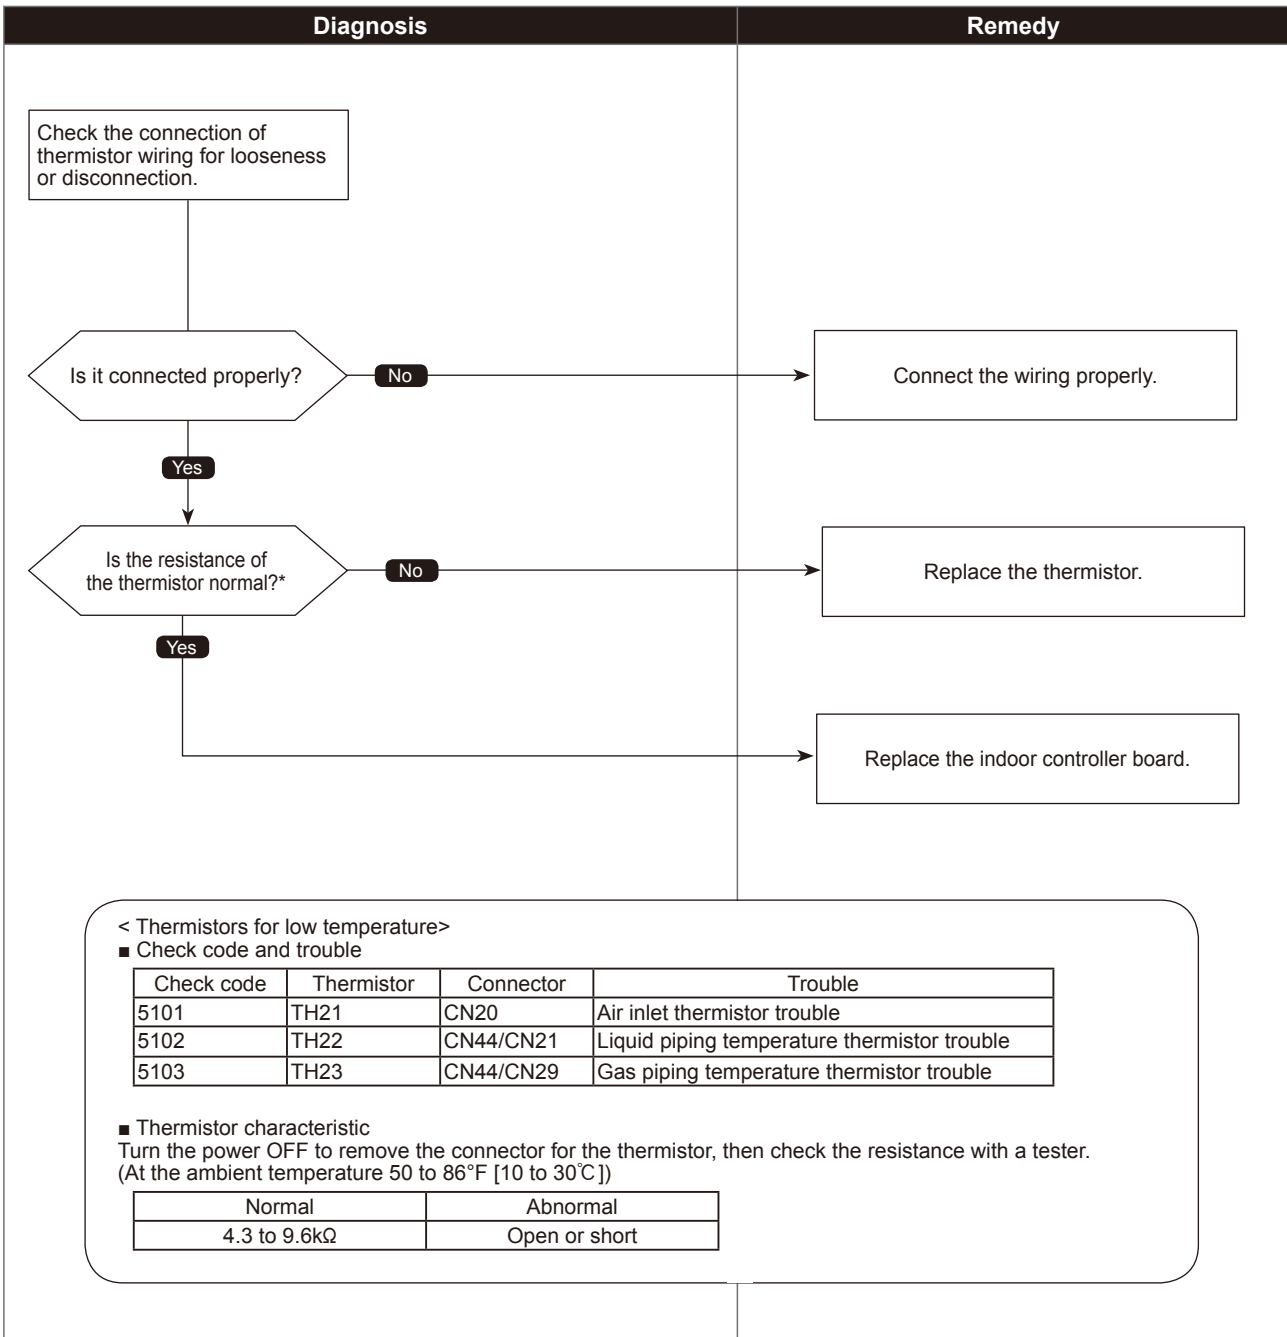 Diagnosis Remedy
Check the connection of
thermistor wiring for looseness
or disconnection.
Is it connected properly?
No
Connect the wiring properly.
Yes
Is the resistance of
the thermistor normal?*
No
Replace the thermistor.
Yes
Replace the indoor controller board.
< Thermistors for low temperature>
■ Check code and trouble
Check code Thermistor Connector Trouble
5101 TH21 CN20 Air inlet thermistor trouble
5102 TH22 CN44/CN21 Liquid piping temperature thermistor trouble
5103 TH23 CN44/CN29 Gas piping temperature thermistor trouble
■ Thermistor characteristic
Turn the power OFF to remove the connector for the thermistor, then check the resistance with a tester.
(At the ambient temperature 50 to 86°F [10 to 30℃])
Normal Abnormal
4.3 to 9.6kΩ Open or short